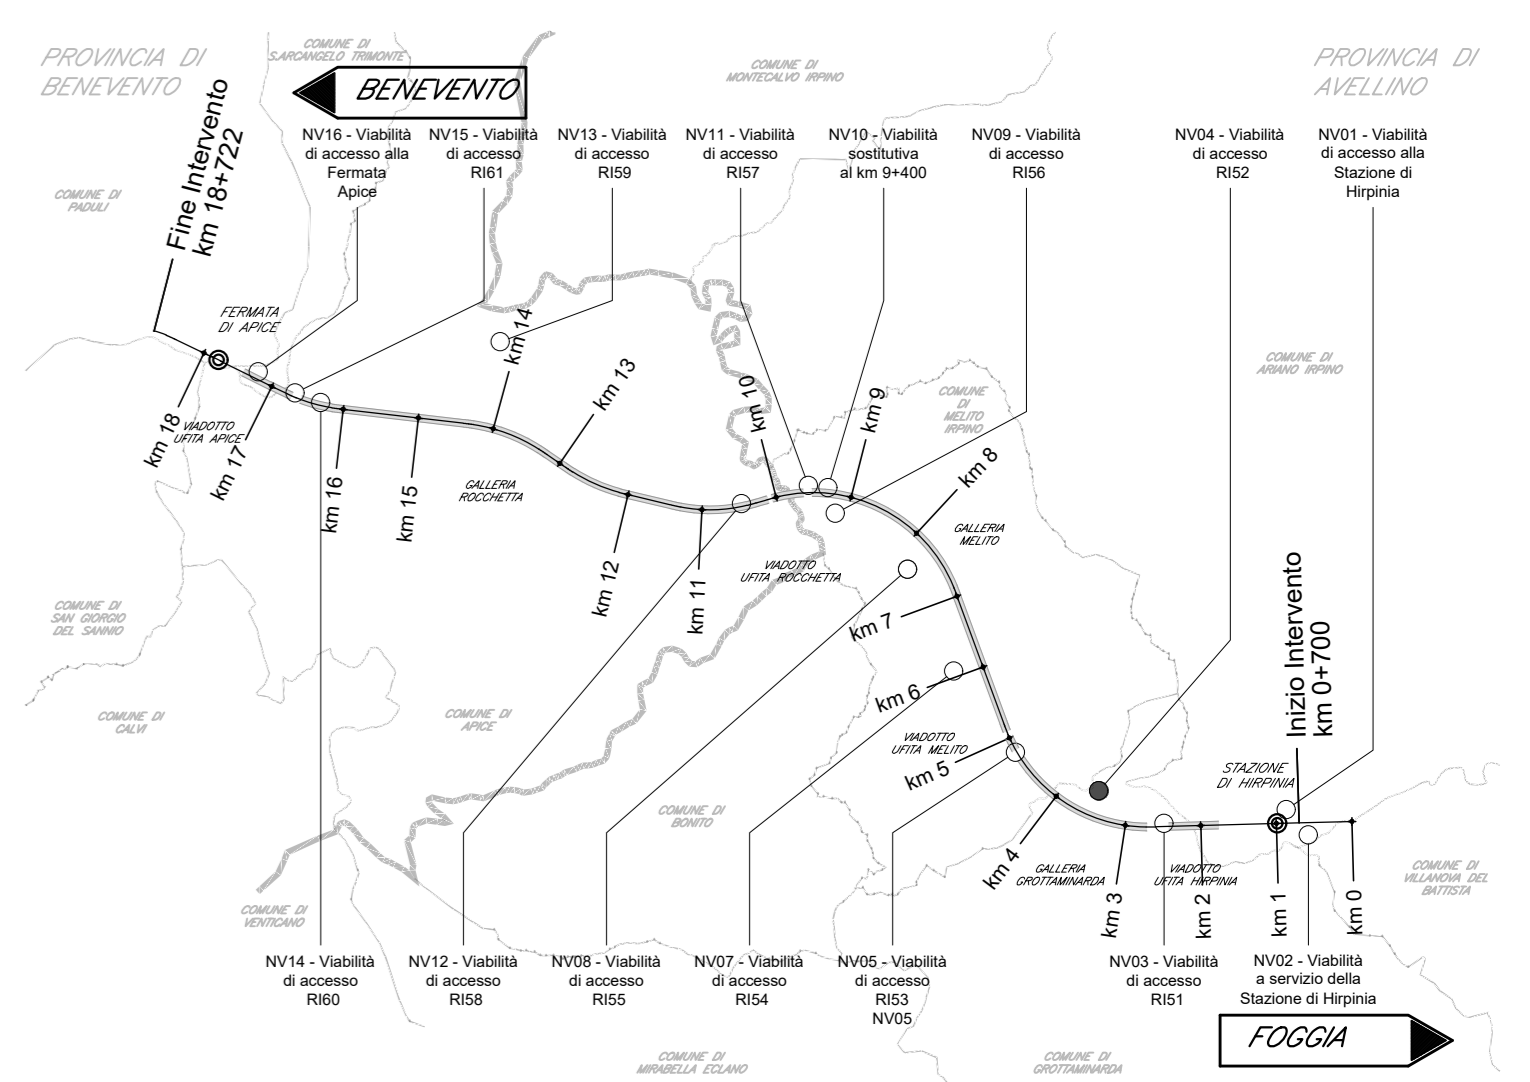 PROVINCIA DI
BENEVENTO
COMUNE DI
S.ARCANGELO TRIMONTE
BENEVENTO
COMUNE DI
MONTECALVO IRPINO
PROVINCIA DI
AVELLINO
NV16 - Viabilità
di accesso alla
Fermata
Apice
NV15 - Viabilità
di accesso
RI61
NV13 - Viabilità
di accesso
RI59
NV11 - Viabilità
di accesso
RI57
NV10 - Viabilità
sostitutiva
al km 9+400
NV09 - Viabilità
di accesso
RI56
NV04 - Viabilità
di accesso
RI52
NV01 - Viabilità
di accesso alla
Stazione di
Hirpinia
COMUNE DI
PADULI
Fine Intervento
km 18+722
FERMATA
DI APICE
COMUNE DI
ARIANO IRPINO
COMUNE
DI
MELITO
IRPINO
km 18
VIADOTTO
UFITA APICE
km 17
km 16
km 15
km 14
km 13
km 12
km 11
km 10
km 9
km 8
km 7
km 6
km 5
km 4
km 3
km 2
km 1
km 0
GALLERIA
ROCCHETTA
GALLERIA
MELITO
VIADOTTO
UFITA ROCCHETTA
COMUNE DI
SAN GIORGIO
DEL SANNIO
Inizio Intervento
km 0+700
COMUNE DI
CALVI
COMUNE DI
APICE
VIADOTTO
UFITA MELITO
STAZIONE
DI HIRPINIA
COMUNE DI
BONITO
GALLERIA
GROTTAMINARDA
VIADOTTO
UFITA HIRPINIA
COMUNE DI
VILLANOVA DEL
BATTISTA
COMUNE DI
VENTICANO
NV14 - Viabilità
di accesso
RI60
NV12 - Viabilità
di accesso
RI58
NV08 - Viabilità
di accesso
RI55
NV07 - Viabilità
di accesso
RI54
NV05 - Viabilità
di accesso
RI53
NV05
NV03 - Viabilità
di accesso
RI51
NV02 - Viabilità
a servizio della
Stazione di Hirpinia
FOGGIA
COMUNE DI
MIRABELLA ECLANO
COMUNE DI
GROTTAMINARDA